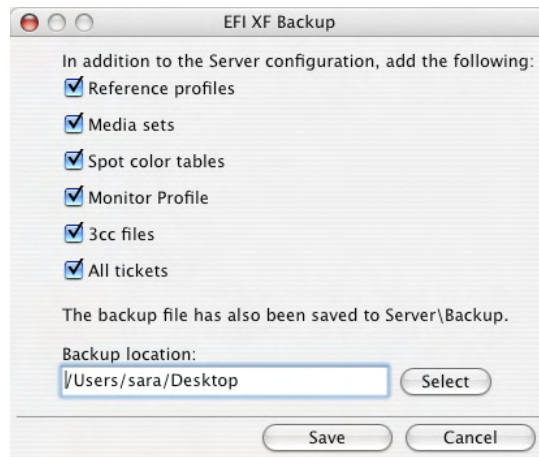 EFI XF Backup
In addition to the Server configuration, add the following:
Reference profiles
Media sets
Spot color tables
Monitor Profile
3cc files
All tickets
The backup file has also been saved to Server\Backup.
Backup location:
/Users/sara/Desktop
Select
Save
Cancel